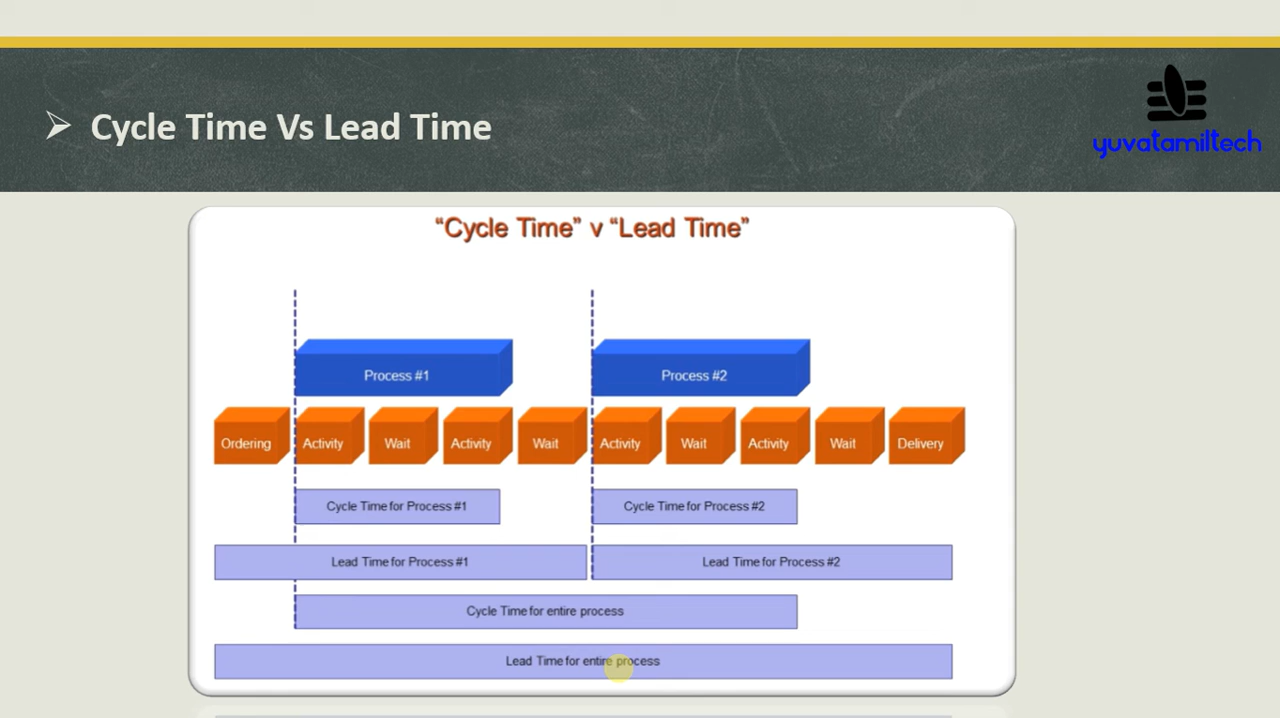 Cycle Time Vs Lead Time
yuvatamiltech
“Cycle Time” v “Lead Time”
Process #1
Process #2
Ordering
Activity
Wait
Activity
Wait
Activity
Wait
Activity
Wait
Delivery
Cycle Time for Process #1
Cycle Time for Process #2
Lead Time for Process #1
Lead Time for Process #2
Cycle Time for entire process
Lead Time for entire process